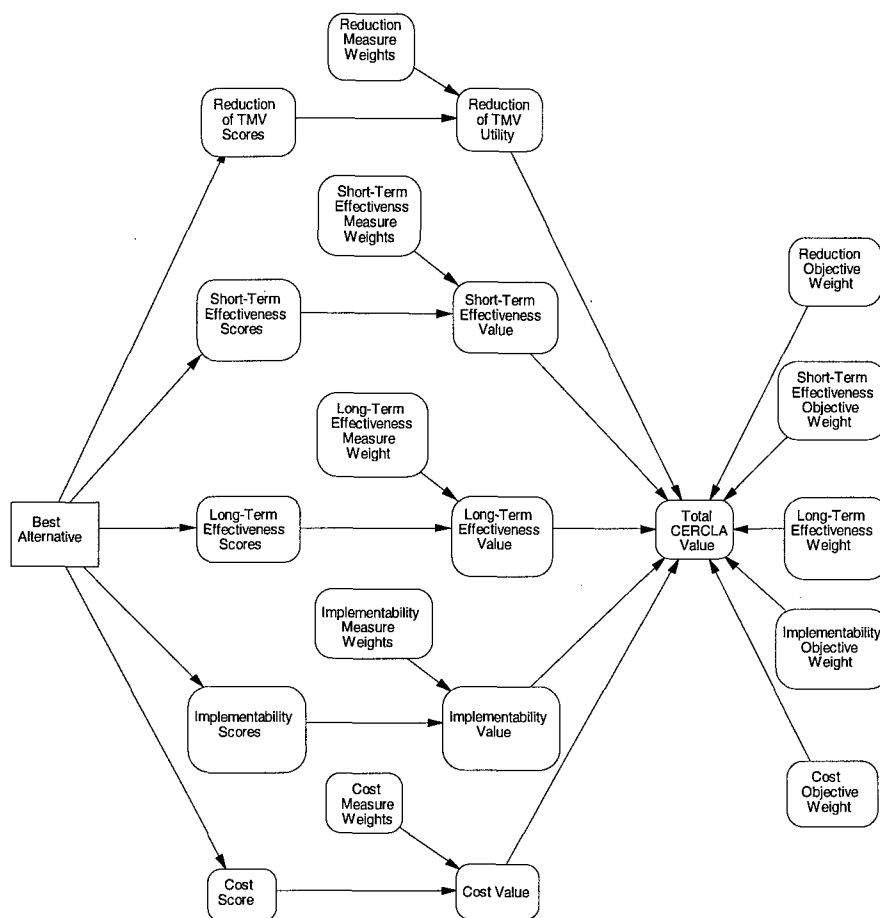 Reduction
Measure
Weights
Reduction
of TMV
Scores
Reduction
of TMV
Utility
Short-Term
Effectivenss
Measure
Weights
Reduction
Objective
Weight
Short-Term
Effectiveness
Scores
Short-Term
Effectiveness
Value
Short-Term
Effectiveness
Objective
Weight
Long-Term
Effectiveness
Measure
Weight
Best
Alternative
Long-Term
Effectiveness
Scores
Long-Term
Effectiveness
Value
Total
CERCLA
Value
Long-Term
Effectiveness
Weight
Implementability
Measure
Weights
Implementability
Objective
Weight
Implementability
Scores
Implementability
Value
Cost
Measure
Weights
Cost
Objective
Weight
Cost
Score
Cost Value